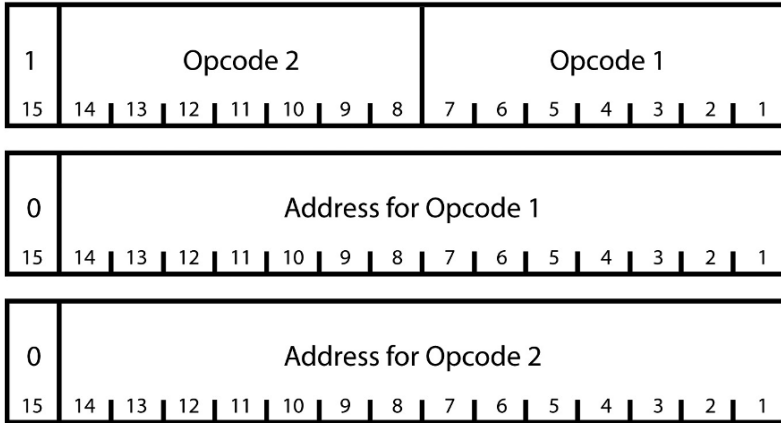 1 Opcode 2 Opcode 1
15 14 13 12 11 10 9 8 7 6 5 4 3 2 1
0 Address for Opcode 1
15 14 13 12 11 10 9 8 7 6 5 4 3 2 1
0 Address for Opcode 2
15 14 13 12 11 10 9 8 7 6 5 4 3 2 1